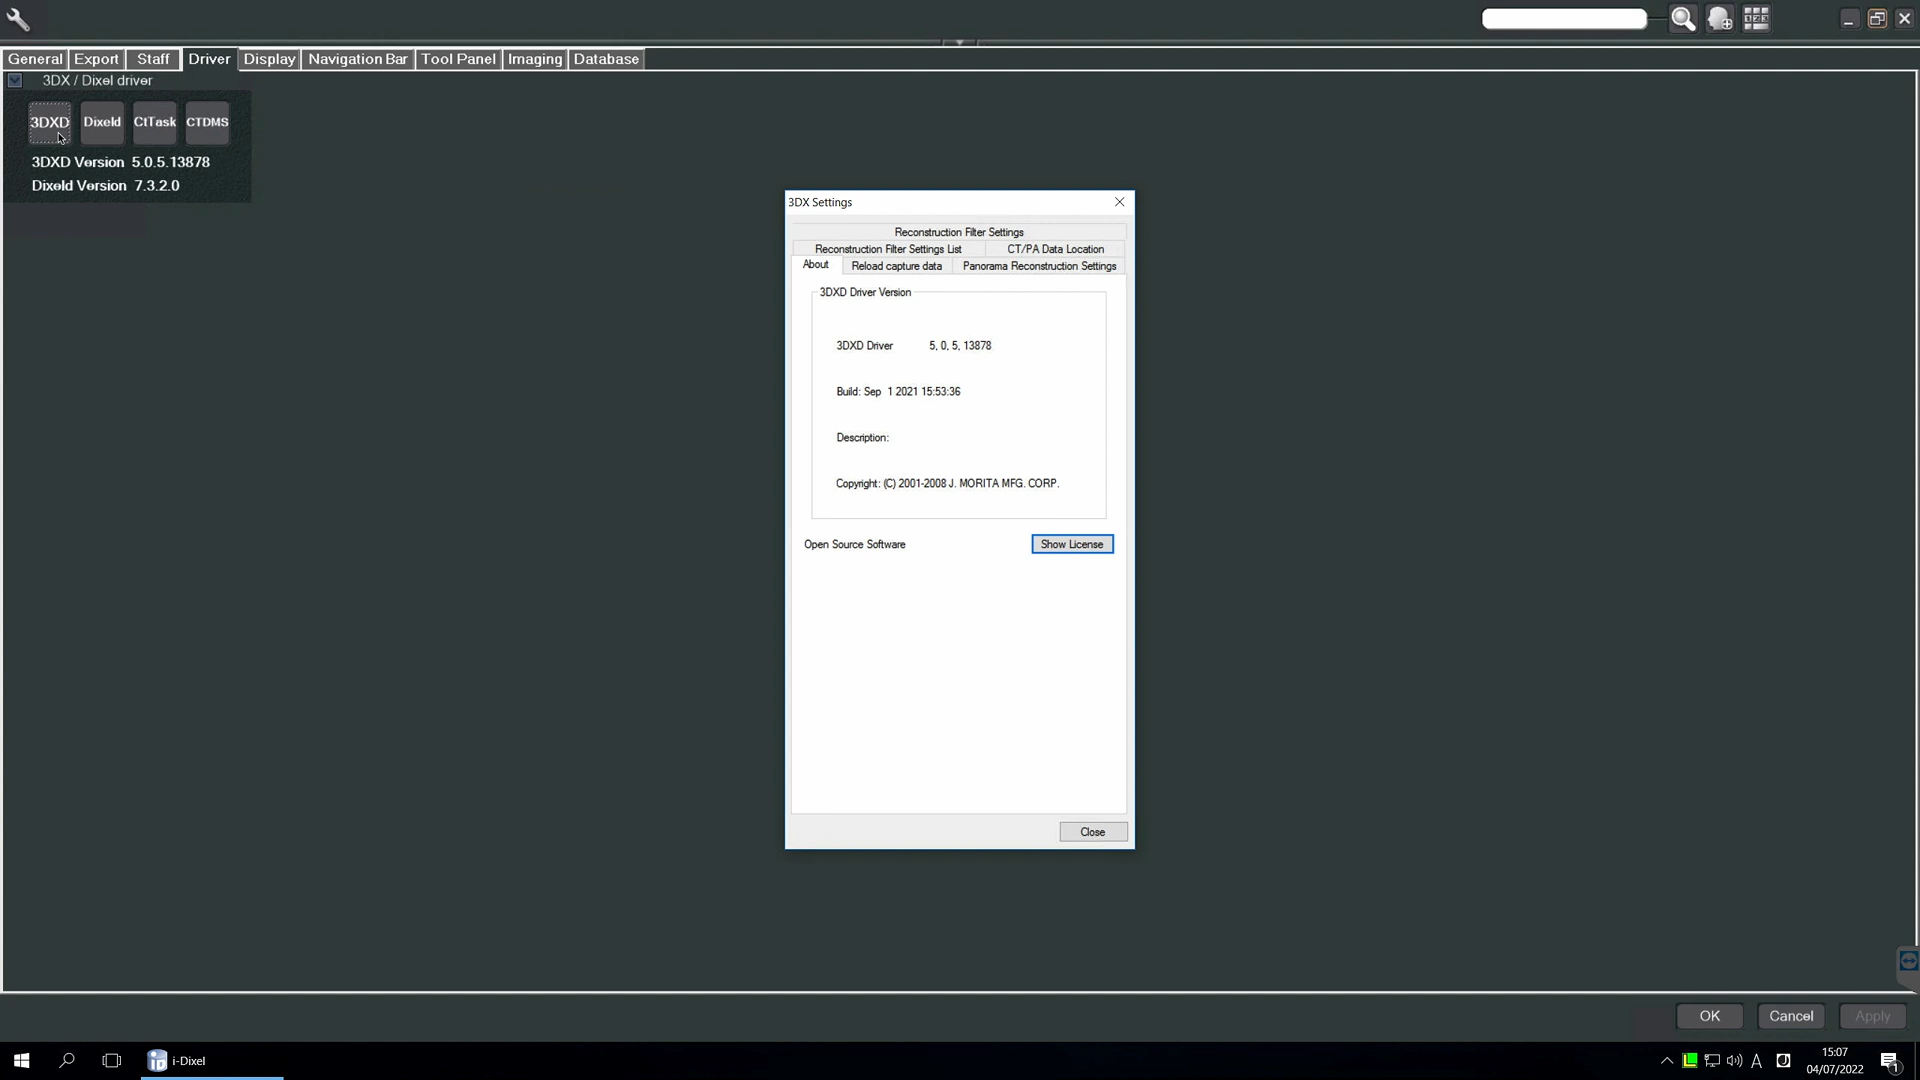 General Export Staff Driver Display Navigation Bar Tool Panel Imaging Database
3DX / Dixel driver
3DXD Dixeld CtTask CTDMS
3DXD Version 5.0.5.13878
Dixeld Version 7.3.2.0
3DX Settings
Reconstruction Filter Settings
Reconstruction Filter Settings List CT/PA Data Location
About Reload capture data Panorama Reconstruction Settings
3DXD Driver Version
3DXD Driver 5, 0, 5, 13878
Build: Sep 1 2021 15:53:36
Description:
Copyright: (C) 2001-2008 J. MORITA MFG. CORP.
Open Source Software Show License
Close
OK Cancel Apply
i-Dixel
A
15:07
04/07/2022
1